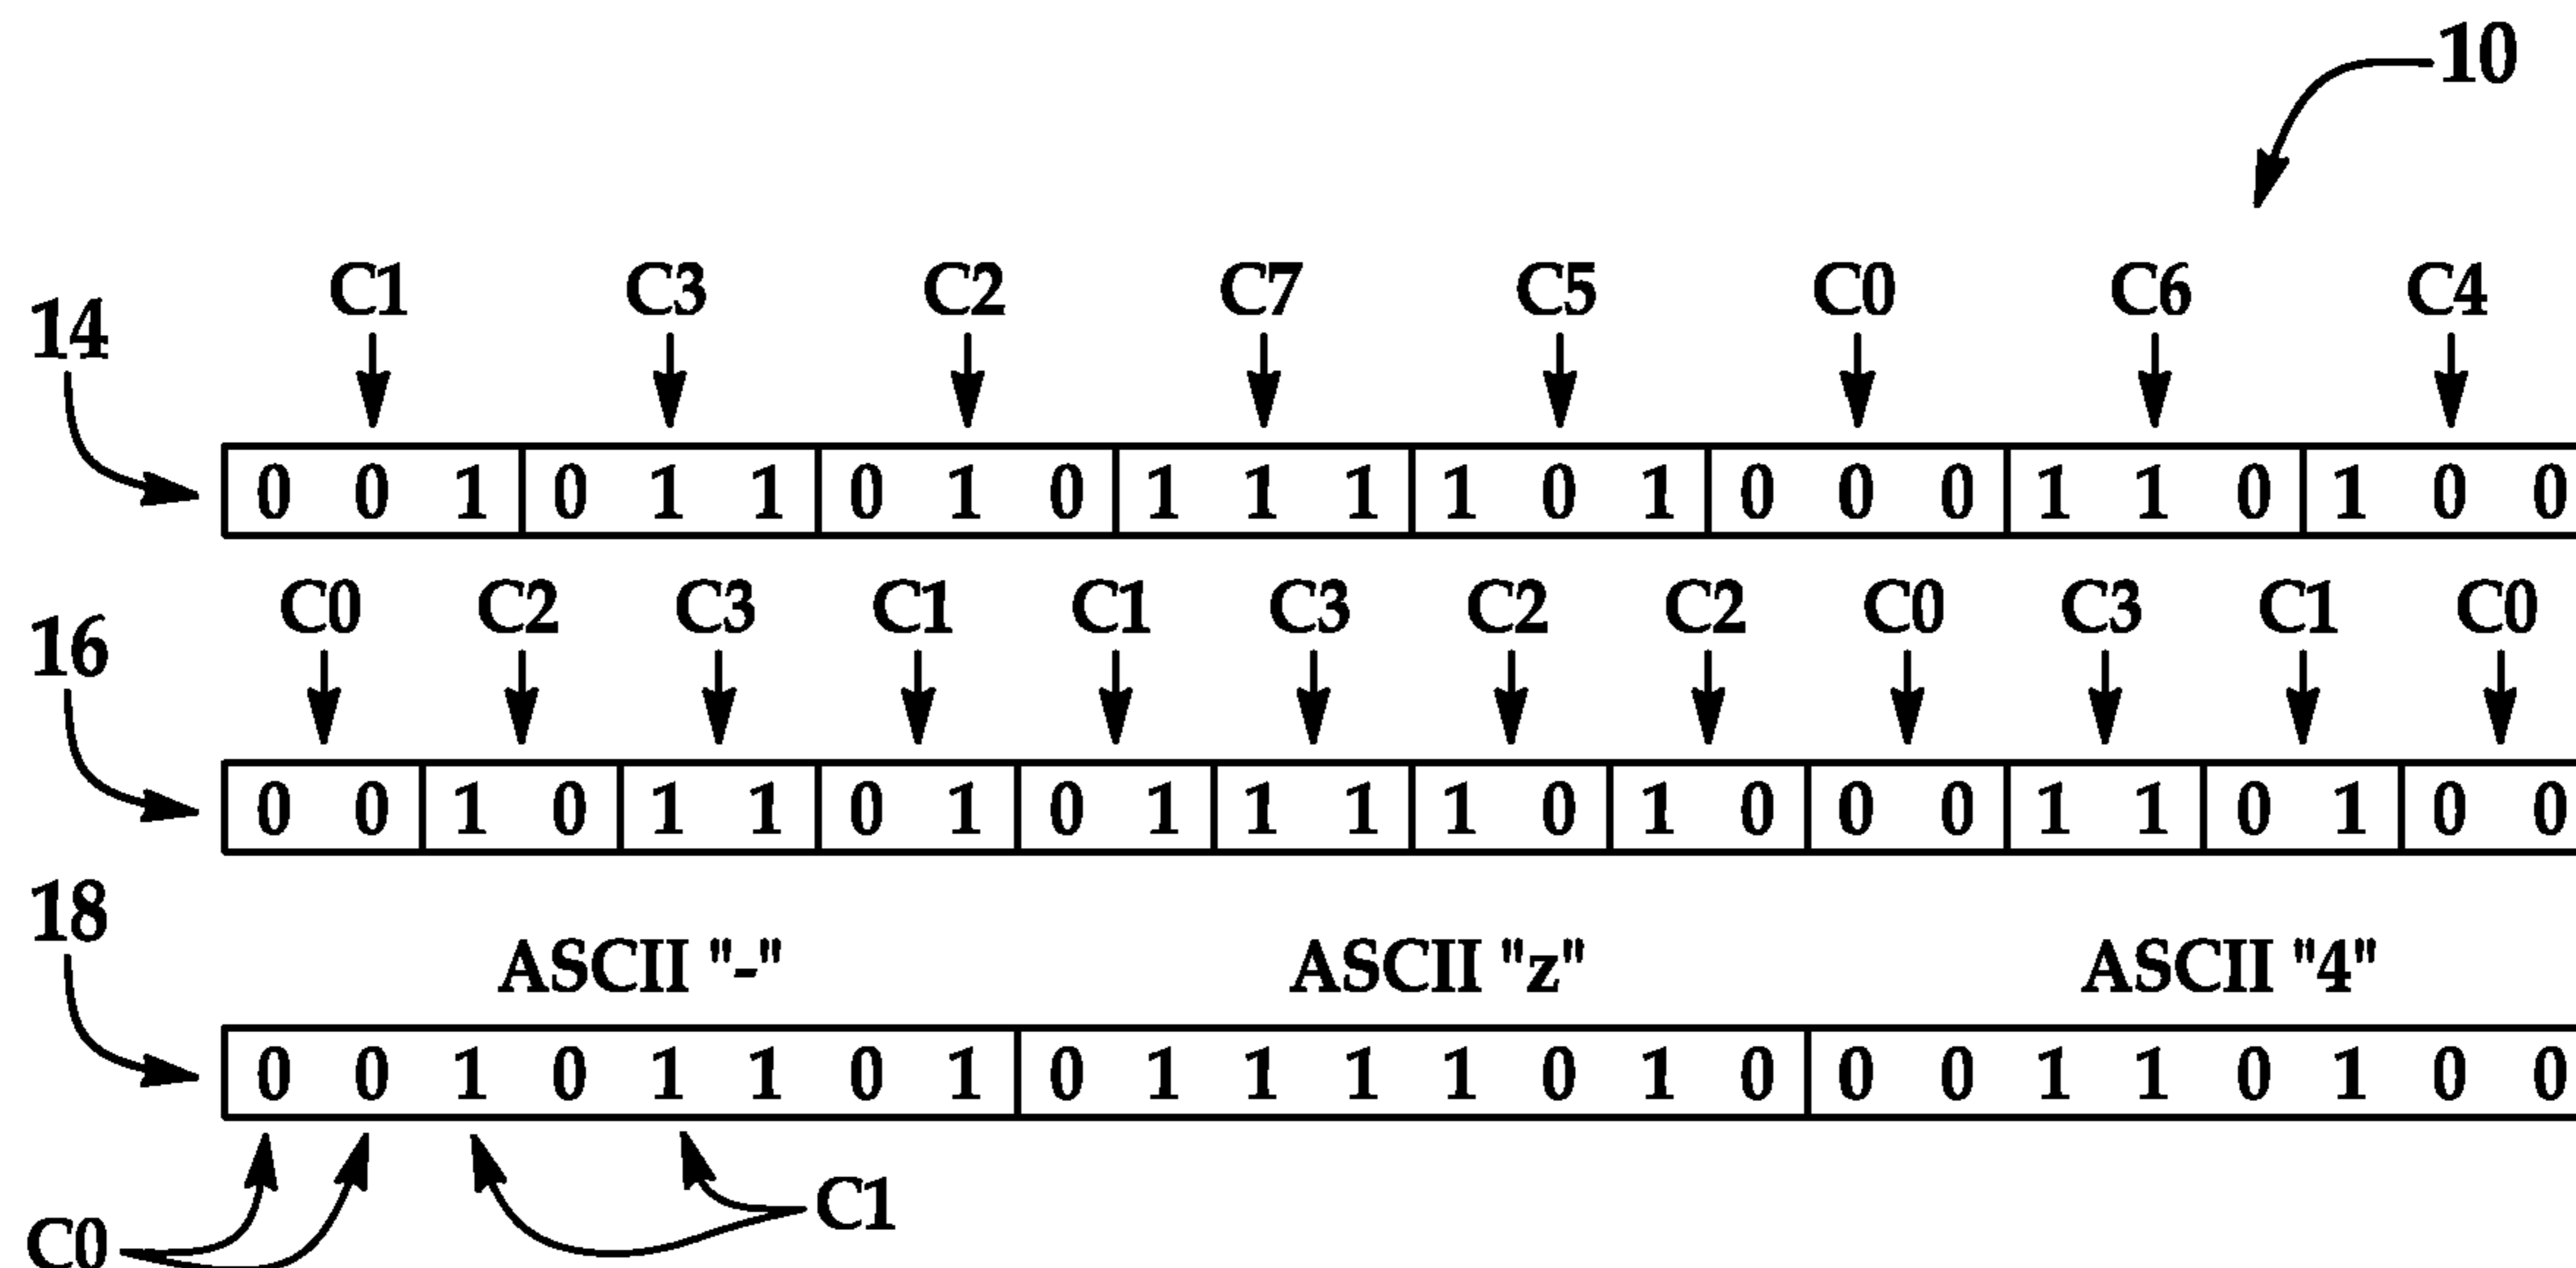 10
C1 C3 C2 C7 C5 C0 C6 C4
14
0 0 1 0 1 1 0 1 0 1 1 1 1 0 1 0 0 0 1 1 0 1 0 0
C0 C2 C3 C1 C1 C3 C2 C2 C0 C3 C1 C0
16
0 0 1 0 1 1 0 1 0 1 1 1 1 0 1 0 0 0 1 1 0 1 0 0
18
ASCII "-" ASCII "z" ASCII "4"
0 0 1 0 1 1 0 1 0 1 1 1 1 0 1 0 0 0 1 1 0 1 0 0
C1
C0